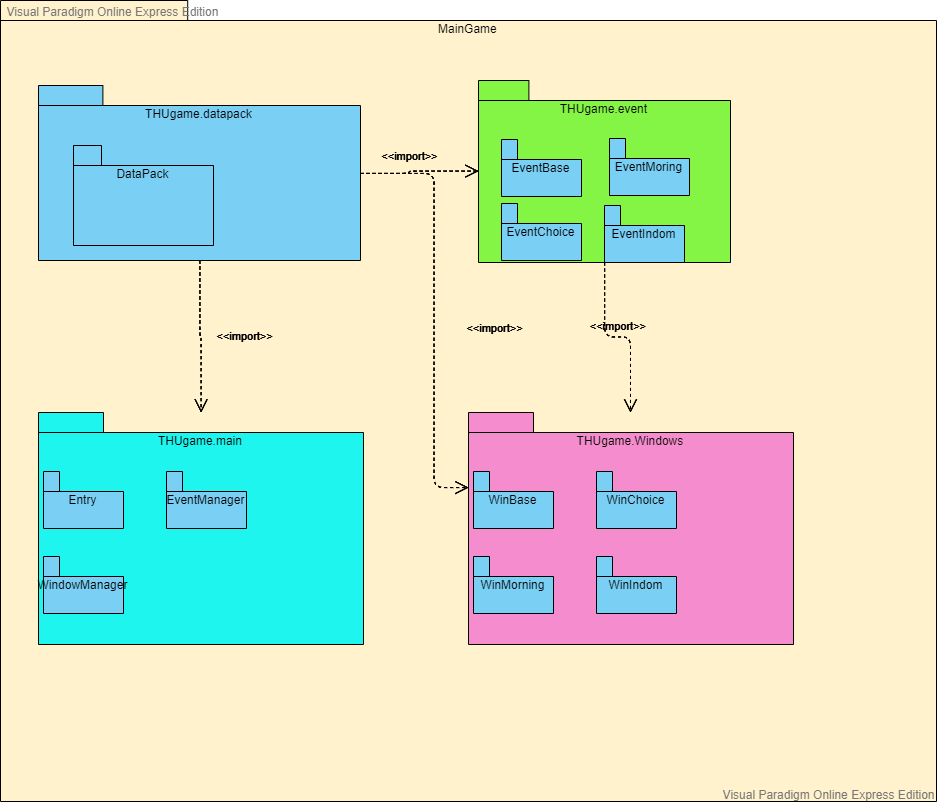 Visual Paradigm Online Express Edition
MainGame
THUgame.datapack
DataPack
<<import>>
THUgame.event
EventBase
EventMoring
EventChoice
EventIndom
<<import>>
<<import>>
<<import>>
THUgame.main
Entry
EventManager
WindowManager
THUgame.Windows
WinBase
WinChoice
WinMorning
WinIndom
Visual Paradigm Online Express Edition